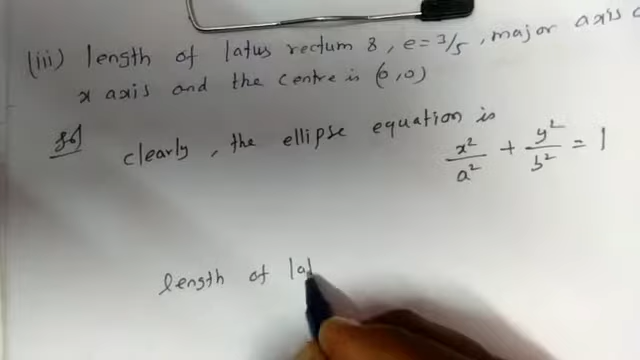 (iii) length of latus rectum 8, e = 3/5, major axis
x axis and the centre is (0,0)
sol
clearly, the ellipse equation is
x²/a² + y²/b² = 1
length of lat